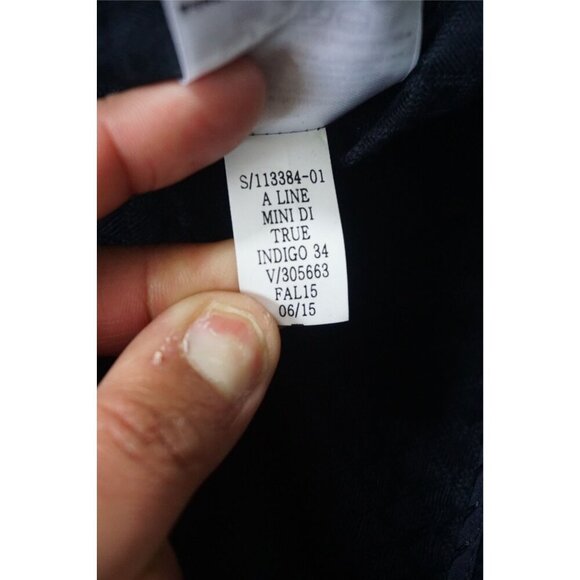 S/113384-01
A LINE
MINI DI
TRUE
INDIGO 34
V/305663
FAL15
06/15